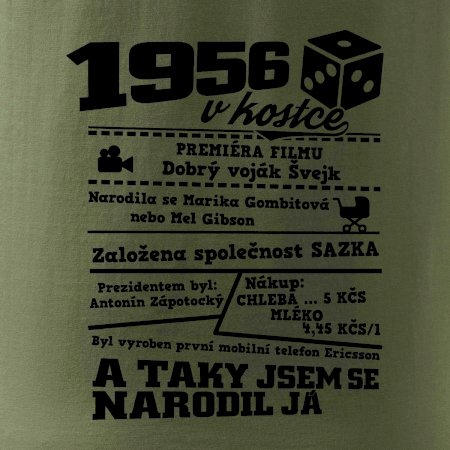 1956
v kostce
PREMIÉRA FILMU
Dobrý voják Švejk
Narodila se Marika Gombitová
nebo Mel Gibson
Založena společnost SAZKA
Prezidentem byl:
Antonín Zápotocký
Nákup:
CHLEBA ... 5 KČS
MLÉKO
4,45 KČS/l
Byl vyroben první mobilní telefon Ericsson
A TAKY JSEM SE
NARODIL JÁ